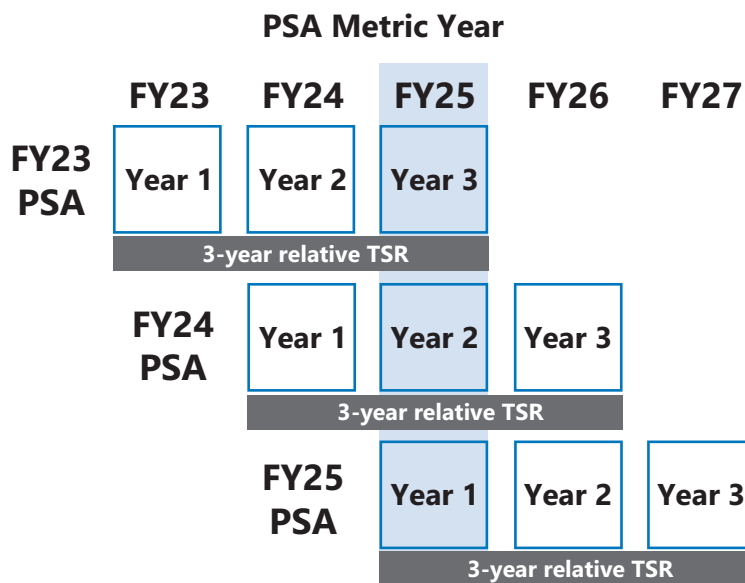 PSA Metric Year
FY23 FY24 FY25 FY26 FY27
FY23
PSA
Year 1 Year 2 Year 3
3-year relative TSR
FY24
PSA
Year 1 Year 2 Year 3
3-year relative TSR
FY25
PSA
Year 1 Year 2 Year 3
3-year relative TSR